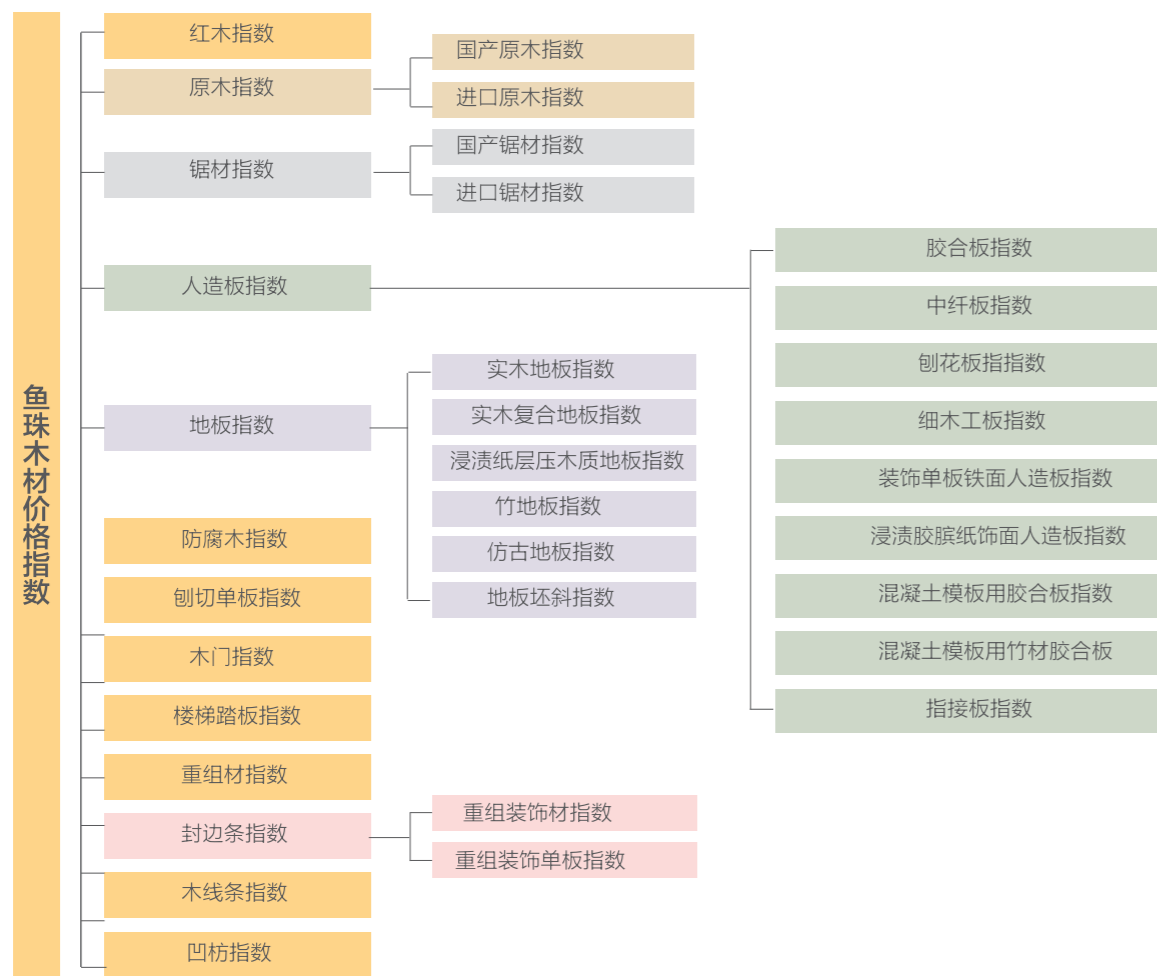 鱼珠木材价格指数
红木指数
原木指数
国产原木指数
进口原木指数
锯材指数
国产锯材指数
进口锯材指数
人造板指数
胶合板指数
中纤板指数
刨花板指指数
细木工板指数
装饰单板铁面人造板指数
浸渍胶膑纸饰面人造板指数
混凝土模板用胶合板指数
混凝土模板用竹材胶合板
指接板指数
地板指数
实木地板指数
实木复合地板指数
浸渍纸层压木质地板指数
竹地板指数
仿古地板指数
地板坯斜指数
防腐木指数
刨切单板指数
木门指数
楼梯踏板指数
重组材指数
封边条指数
重组装饰材指数
重组装饰单板指数
木线条指数
凹枋指数